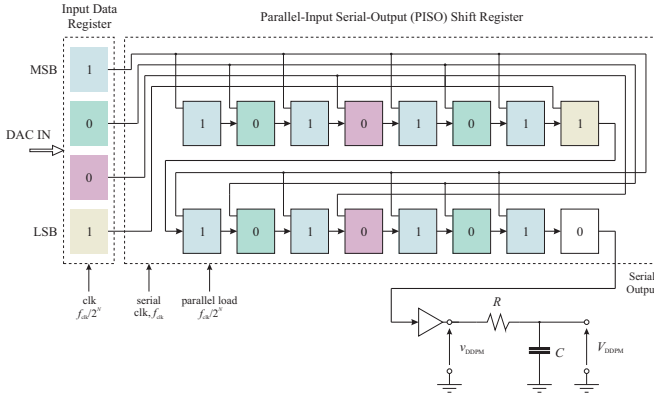 Input Data
Register
Parallel-Input Serial-Output (PISO) Shift Register
MSB
1
0
DAC IN
0
LSB
1
1 0 1 0 1 0 1 1
1 0 1 0 1 0 1 0
clk
f_clk/2^N
serial
clk, f_clk
parallel load
f_clk/2^N
Serial
Output
R
C
v_DDPM
V_DDPM